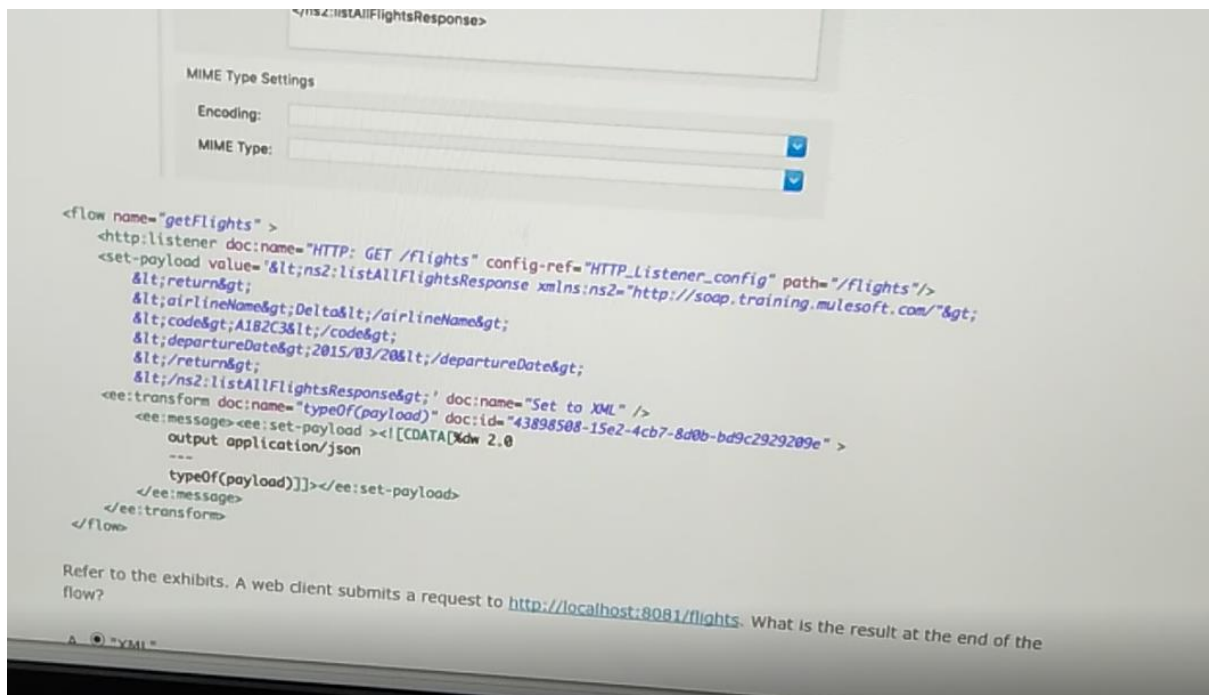 </ns2:listAllFlightsResponse>
MIME Type Settings
Encoding:
MIME Type:
<flow name="getFlights" >
<http:listener doc:name="HTTP: GET /flights" config-ref="HTTP_Listener_config" path="/flights"/>
<set-payload value='&lt;ns2:listAllFlightsResponse xmlns:ns2="http://soap.training.mulesoft.com/"&gt;
&lt;return&gt;
&lt;airlineName&gt;Delta&lt;/airlineName&gt;
&lt;code&gt;A1B2C3&lt;/code&gt;
&lt;departureDate&gt;2015/03/20&lt;/departureDate&gt;
&lt;/return&gt;
&lt;/ns2:listAllFlightsResponse&gt;' doc:name="Set to XML" />
<ee:transform doc:name="typeOf(payload)" doc:id="43898508-15e2-4cb7-8d0b-bd9c2929209e" >
<ee:message><ee:set-payload ><![CDATA[%dw 2.0
output application/json
---
typeOf(payload)]]></ee:set-payload>
</ee:message>
</ee:transform>
</flow>
Refer to the exhibits. A web client submits a request to http://localhost:8081/flights. What is the result at the end of the
flow?
A. "XML"